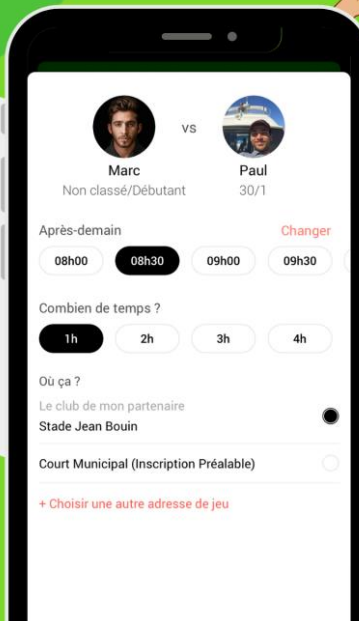 vs
Marc
Paul
Non classé/Débutant
30/1
Après-demain
Changer
08h00
08h30
09h00
09h30
Combien de temps ?
1h
2h
3h
4h
Où ça ?
Le club de mon partenaire
Stade Jean Bouin
Court Municipal (Inscription Préalable)
+ Choisir une autre adresse de jeu